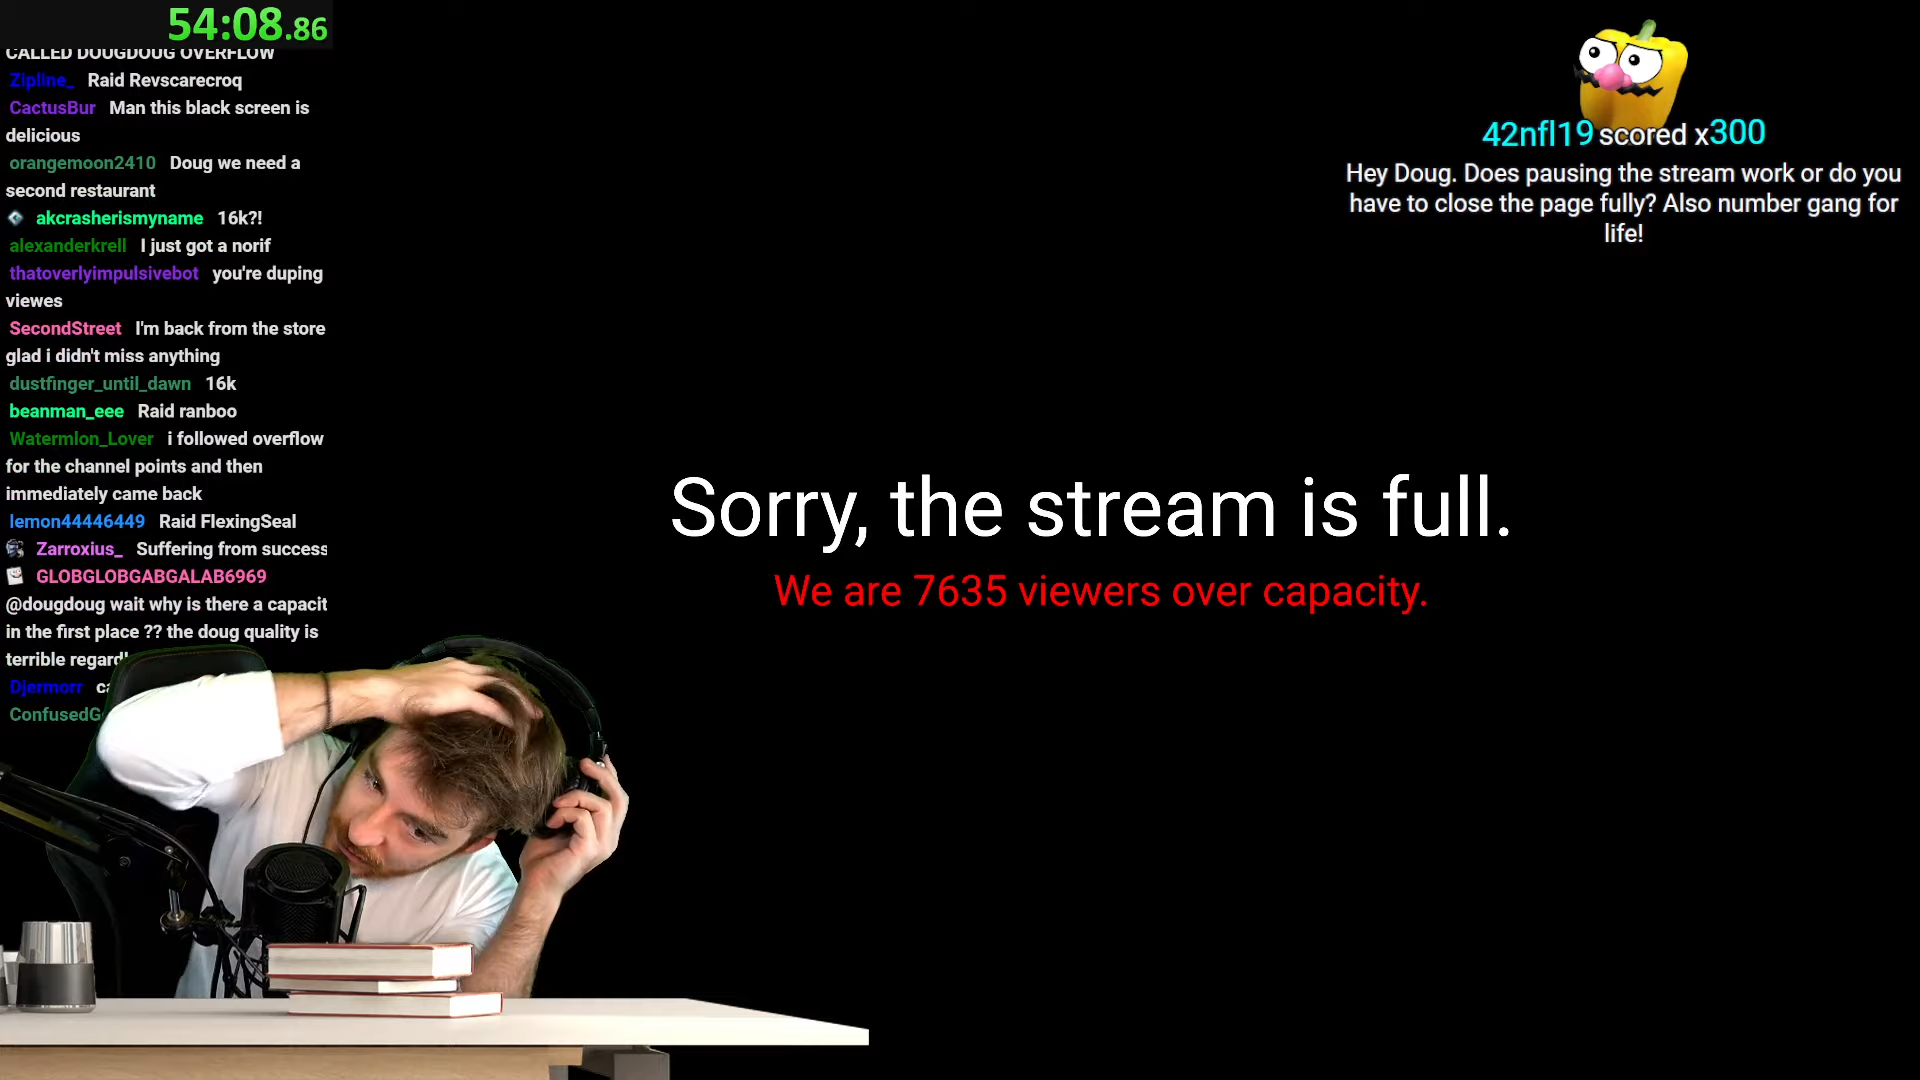 54:08.86
CALLED DOUGDOUG OVERFLOW
Zipline_ Raid Revscarecroq
CactusBur Man this black screen is
delicious
orangemoon2410 Doug we need a
second restaurant
akcrasherismyname 16k?!
alexanderkrell I just got a norif
thatoverlyimpulsivebot you're duping
viewes
SecondStreet I'm back from the store
glad i didn't miss anything
dustfinger_until_dawn 16k
beanman_eee Raid ranboo
Watermlon_Lover i followed overflow
for the channel points and then
immediately came back
lemon44446449 Raid FlexingSeal
Zarroxius_ Suffering from success
GLOBGLOBGABGALAB6969
@dougdoug wait why is there a capacit
in the first place ?? the doug quality is
terrible
Djermorr
42nfl19 scored x300
Hey Doug. Does pausing the stream work or do you
have to close the page fully? Also number gang for
life!
Sorry, the stream is full.
We are 7635 viewers over capacity.